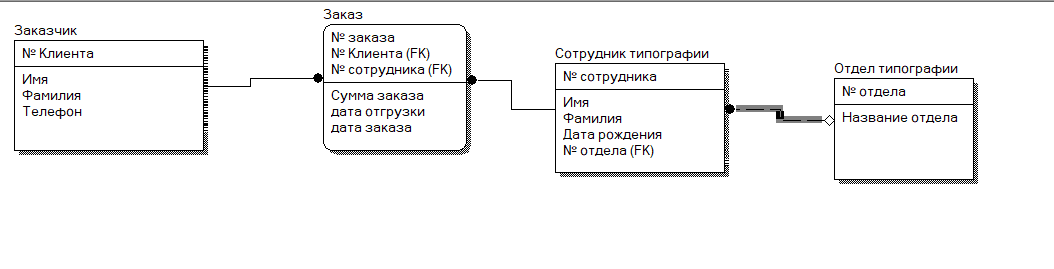 Заказчик
№ Клиента
Имя
Фамилия
Телефон
Заказ
№ заказа
№ Клиента (FK)
№ сотрудника (FK)
Сумма заказа
дата отгрузки
дата заказа
Сотрудник типографии
№ сотрудника
Имя
Фамилия
Дата рождения
№ отдела (FK)
Отдел типографии
№ отдела
Название отдела